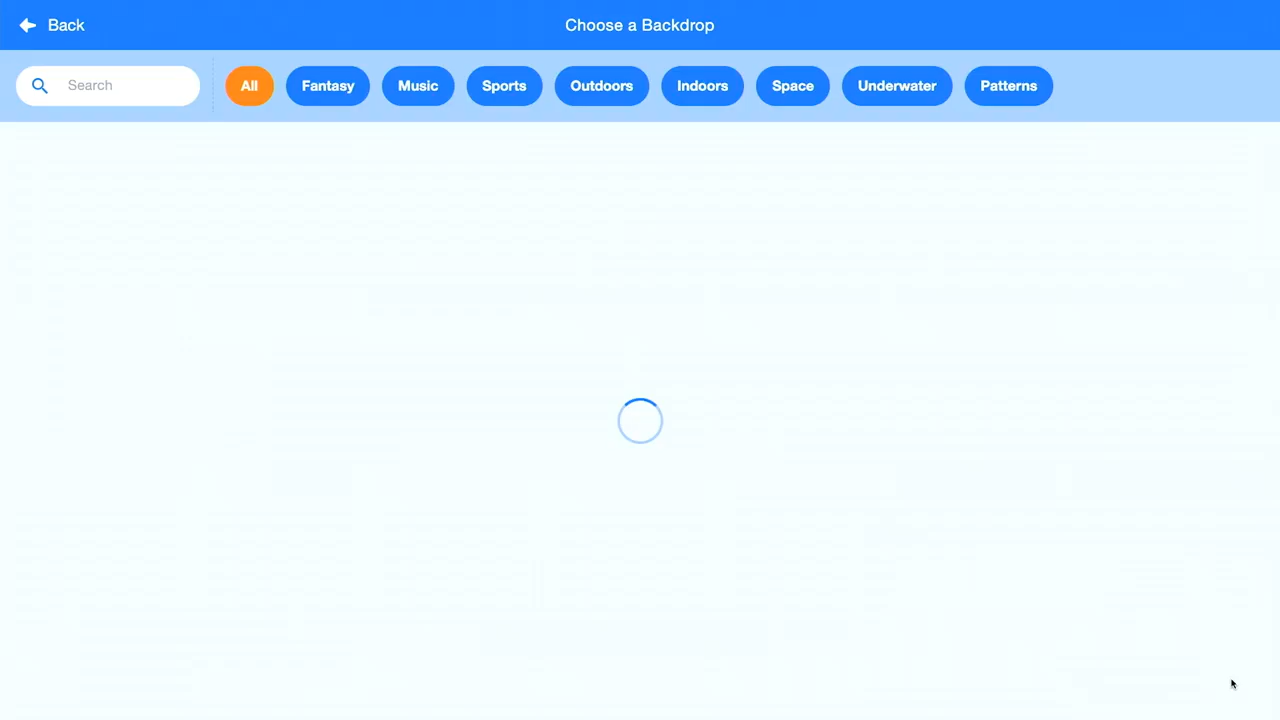 Back
Choose a Backdrop
Search
All
Fantasy
Music
Sports
Outdoors
Indoors
Space
Underwater
Patterns